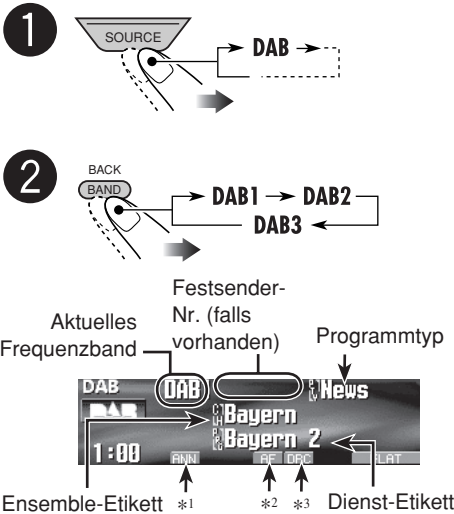 1
SOURCE
DAB
2
BACK
BAND
DAB1 DAB2
DAB3
Festsender-
Nr. (falls
vorhanden)
Aktuelles
Frequenzband
Programmtyp
DAB DAB News
CH Bayern
Bayern 2
1:00 ANN AF DRC FLAT
Ensemble-Etikett *1 *2 *3 Dienst-Etikett